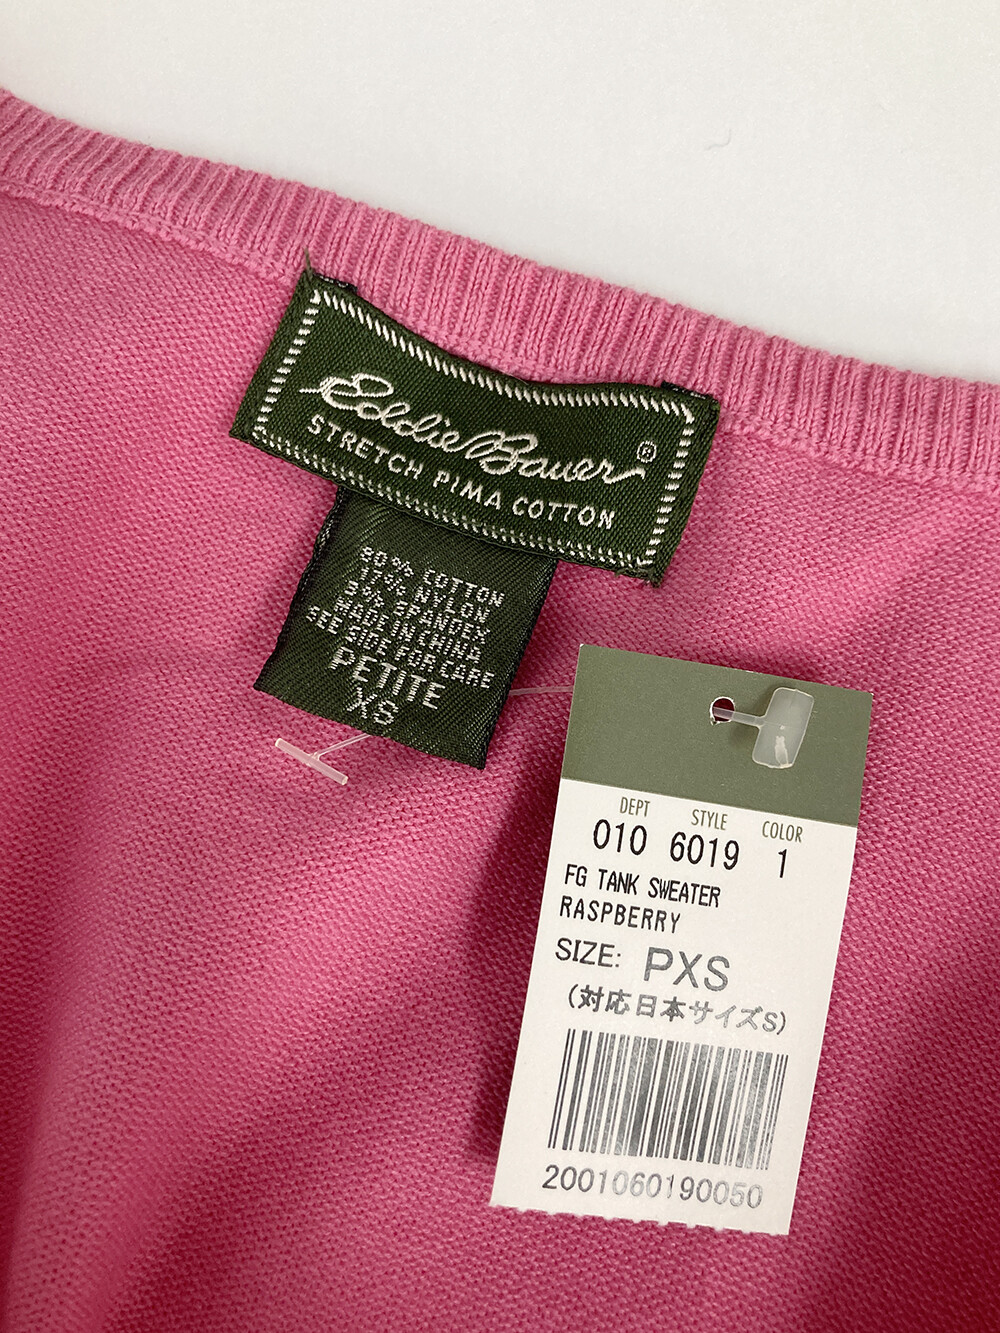 Eddie Bauer®
STRETCH PIMA COTTON
80% COTTON
17% NYLON
3% SPANDEX
MADE IN CHINA
SEE SIDE FOR CARE
PETITE
XS
DEPT STYLE COLOR
010 6019 1
FG TANK SWEATER
RASPBERRY
SIZE: PXS
(対応日本サイズS)
2001060190050